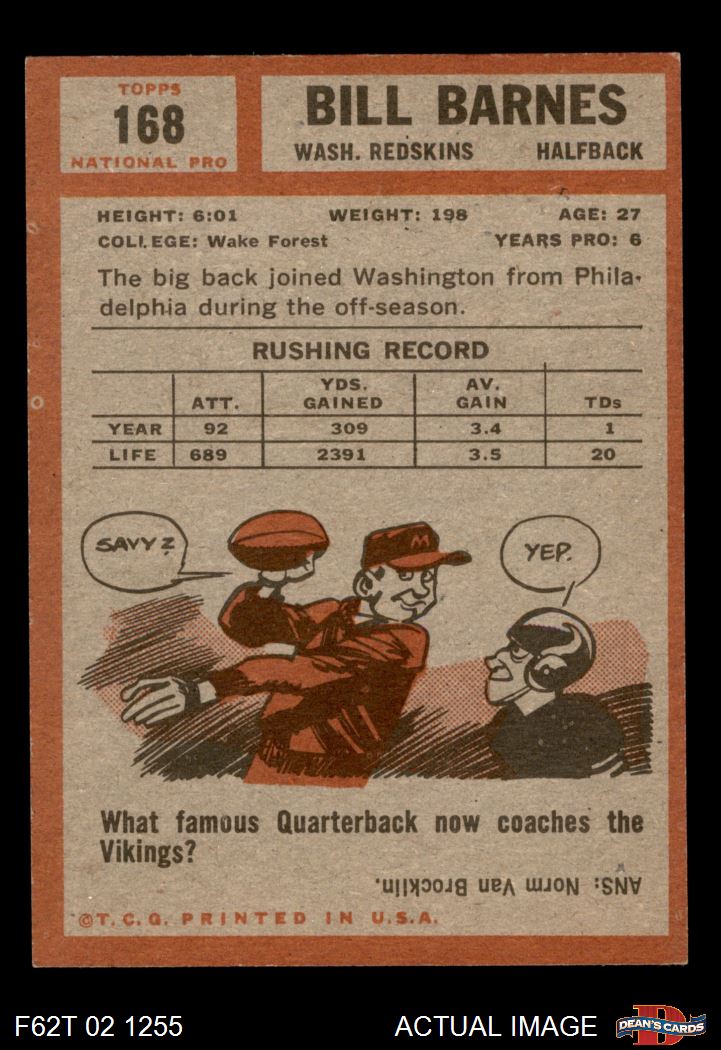 TOPPS
168
NATIONAL PRO
BILL BARNES
WASH. REDSKINS HALFBACK
HEIGHT: 6:01 WEIGHT: 198 AGE: 27
COLLEGE: Wake Forest YEARS PRO: 6
The big back joined Washington from Phila-
delphia during the off-season.
RUSHING RECORD
ATT. YDS. GAINED AV. GAIN TDs
YEAR 92 309 3.4 1
LIFE 689 2391 3.5 20
SAVY?
YEP.
M
What famous Quarterback now coaches the
Vikings?
ANS: Norm Van Brocklin.
©T.C.G. PRINTED IN U.S.A.
F62T 02 1255 ACTUAL IMAGE
D
DEAN'S CARDS